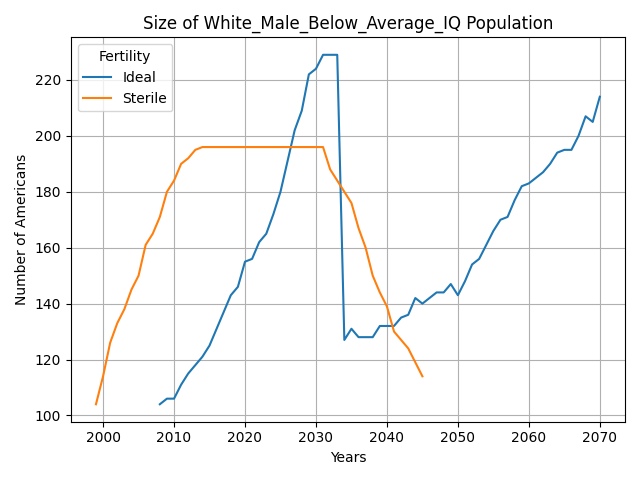 Size of White_Male_Below_Average_IQ Population
Fertility
Ideal
Sterile
Number of Americans
220
200
180
160
140
120
100
2000 2010 2020 2030 2040 2050 2060 2070
Years